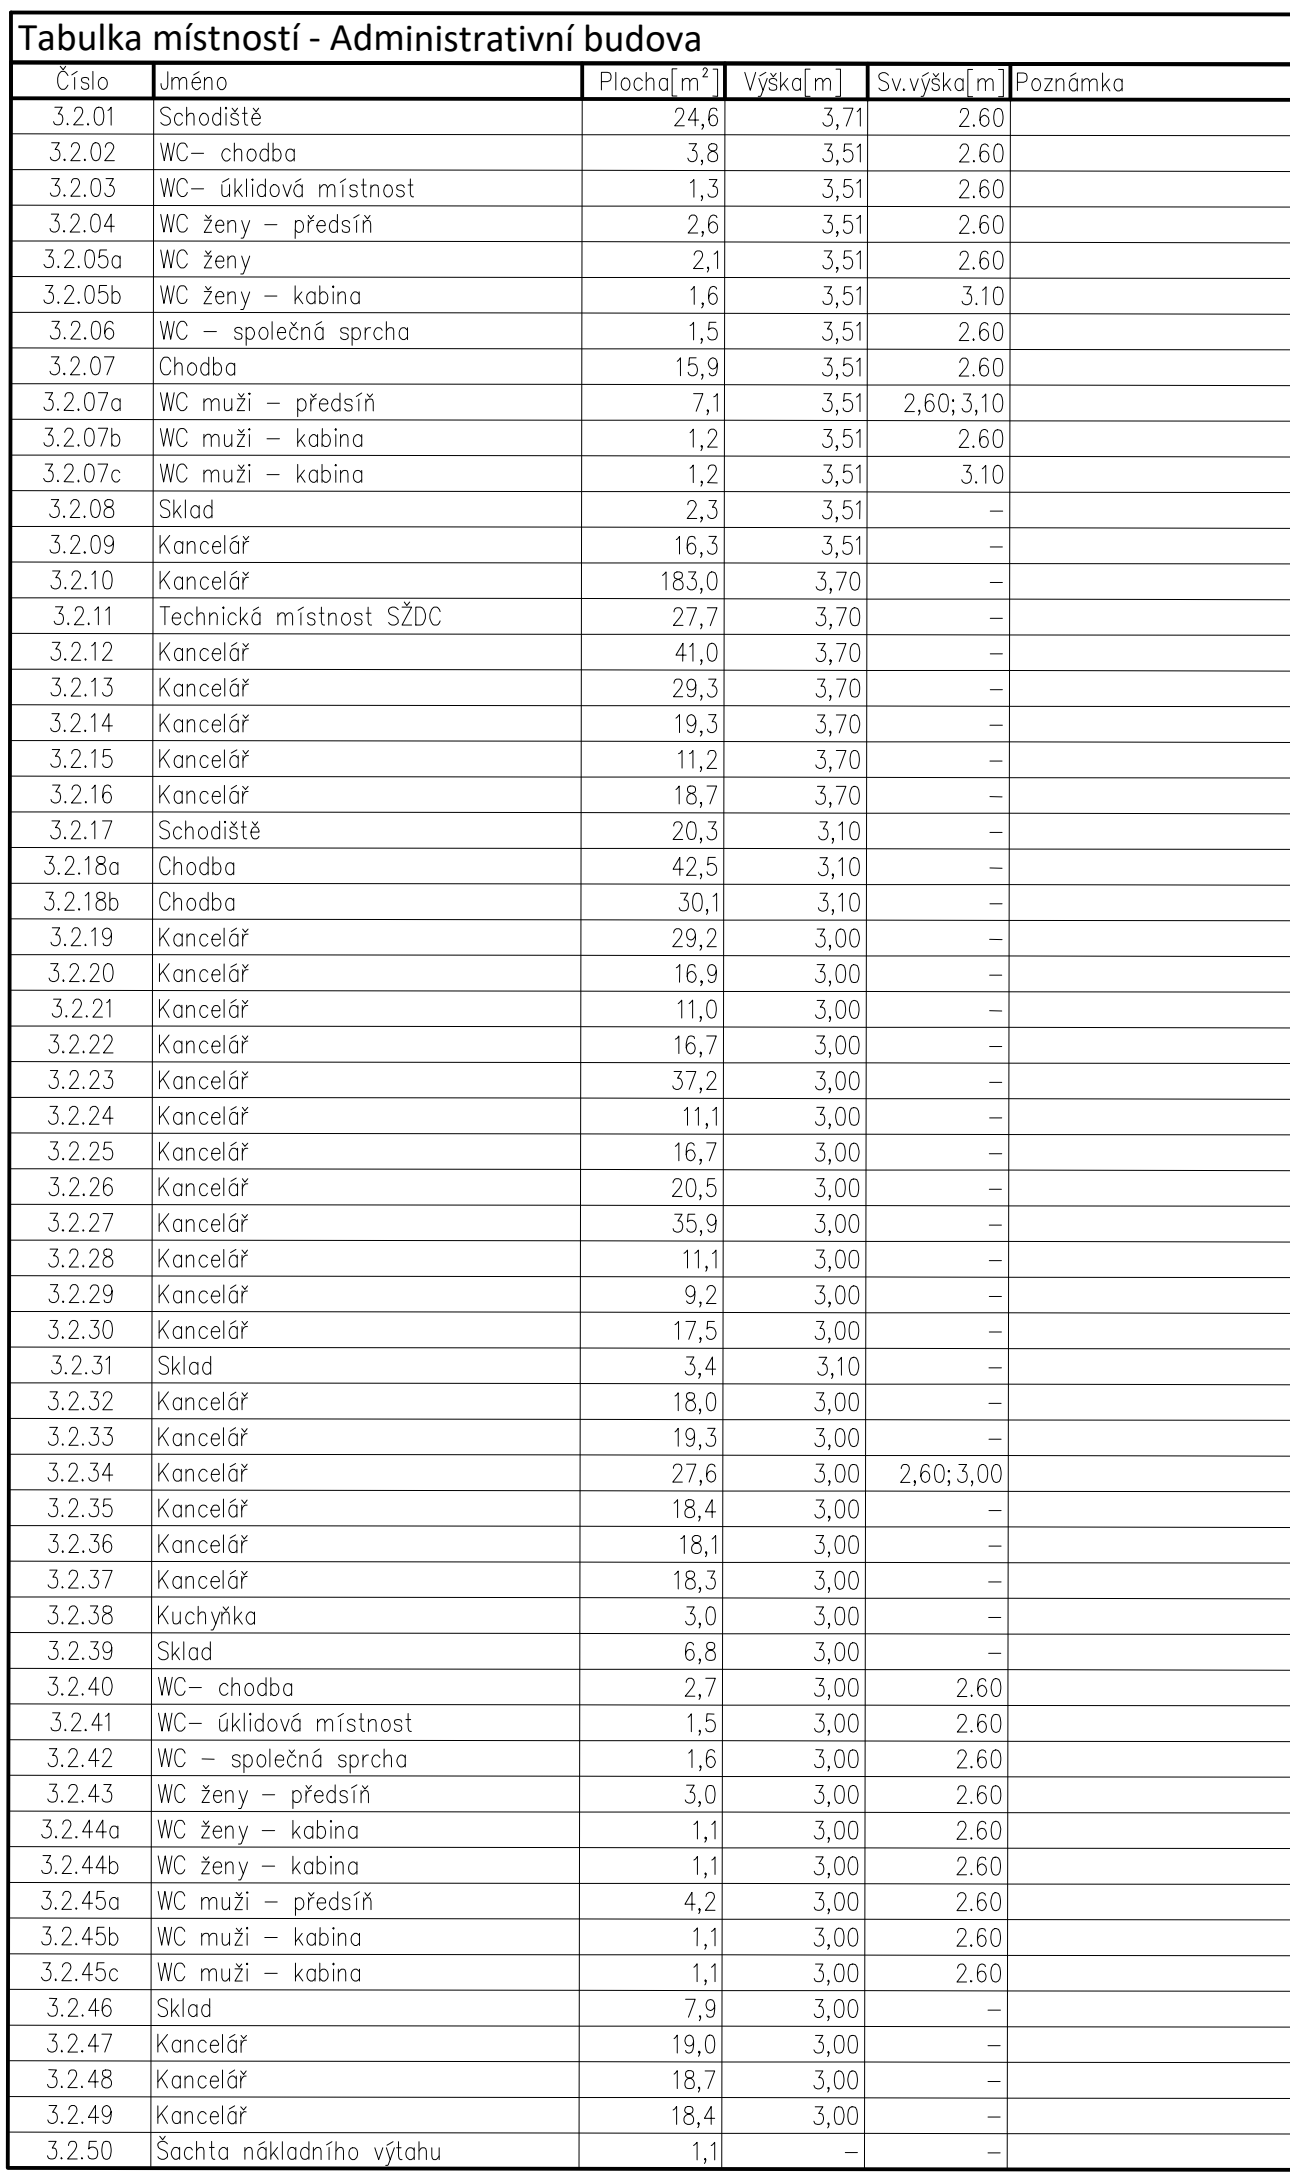 Tabulka místností - Administrativní budova
Číslo Jméno Plocha[m²] Výška[m] Sv.výška[m] Poznámka
3.2.01 Schodiště 24,6 3,71 2.60
3.2.02 WC– chodba 3,8 3,51 2.60
3.2.03 WC– úklidová místnost 1,3 3,51 2.60
3.2.04 WC ženy – předsíň 2,6 3,51 2.60
3.2.05a WC ženy 2,1 3,51 2.60
3.2.05b WC ženy – kabina 1,6 3,51 3.10
3.2.06 WC – společná sprcha 1,5 3,51 2.60
3.2.07 Chodba 15,9 3,51 2.60
3.2.07a WC muži – předsíň 7,1 3,51 2,60;3,10
3.2.07b WC muži – kabina 1,2 3,51 2.60
3.2.07c WC muži – kabina 1,2 3,51 3.10
3.2.08 Sklad 2,3 3,51 –
3.2.09 Kancelář 16,3 3,51 –
3.2.10 Kancelář 183,0 3,70 –
3.2.11 Technická místnost SŽDC 27,7 3,70 –
3.2.12 Kancelář 41,0 3,70 –
3.2.13 Kancelář 29,3 3,70 –
3.2.14 Kancelář 19,3 3,70 –
3.2.15 Kancelář 11,2 3,70 –
3.2.16 Kancelář 18,7 3,70 –
3.2.17 Schodiště 20,3 3,10 –
3.2.18a Chodba 42,5 3,10 –
3.2.18b Chodba 30,1 3,10 –
3.2.19 Kancelář 29,2 3,00 –
3.2.20 Kancelář 16,9 3,00 –
3.2.21 Kancelář 11,0 3,00 –
3.2.22 Kancelář 16,7 3,00 –
3.2.23 Kancelář 37,2 3,00 –
3.2.24 Kancelář 11,1 3,00 –
3.2.25 Kancelář 16,7 3,00 –
3.2.26 Kancelář 20,5 3,00 –
3.2.27 Kancelář 35,9 3,00 –
3.2.28 Kancelář 11,1 3,00 –
3.2.29 Kancelář 9,2 3,00 –
3.2.30 Kancelář 17,5 3,00 –
3.2.31 Sklad 3,4 3,10 –
3.2.32 Kancelář 18,0 3,00 –
3.2.33 Kancelář 19,3 3,00 –
3.2.34 Kancelář 27,6 3,00 2,60;3,00
3.2.35 Kancelář 18,4 3,00 –
3.2.36 Kancelář 18,1 3,00 –
3.2.37 Kancelář 18,3 3,00 –
3.2.38 Kuchyňka 3,0 3,00 –
3.2.39 Sklad 6,8 3,00 –
3.2.40 WC– chodba 2,7 3,00 2.60
3.2.41 WC– úklidová místnost 1,5 3,00 2.60
3.2.42 WC – společná sprcha 1,6 3,00 2.60
3.2.43 WC ženy – předsíň 3,0 3,00 2.60
3.2.44a WC ženy – kabina 1,1 3,00 2.60
3.2.44b WC ženy – kabina 1,1 3,00 2.60
3.2.45a WC muži – předsíň 4,2 3,00 2.60
3.2.45b WC muži – kabina 1,1 3,00 2.60
3.2.45c WC muži – kabina 1,1 3,00 2.60
3.2.46 Sklad 7,9 3,00 –
3.2.47 Kancelář 19,0 3,00 –
3.2.48 Kancelář 18,7 3,00 –
3.2.49 Kancelář 18,4 3,00 –
3.2.50 Šachta nákladního výtahu 1,1 – –